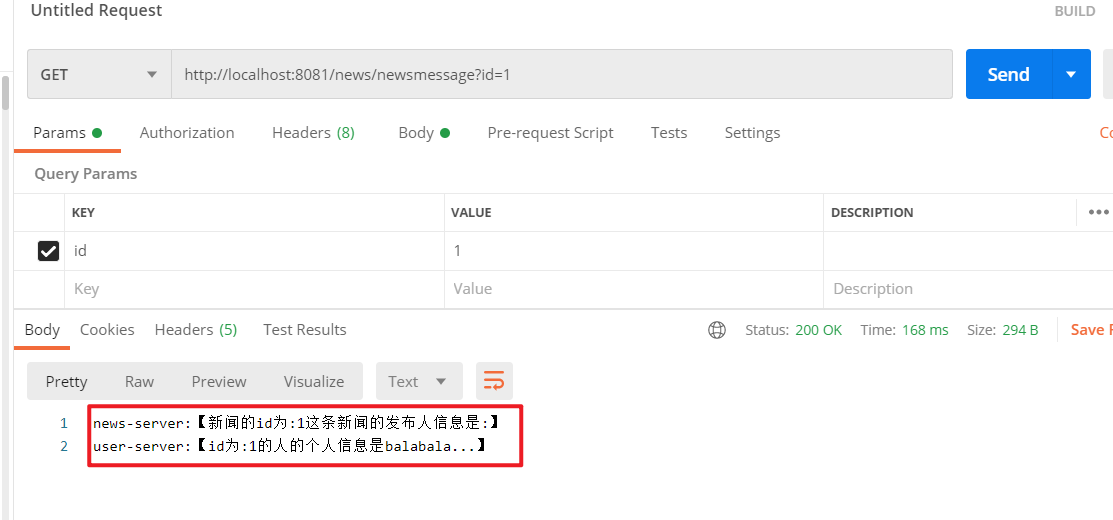 Untitled Request
BUILD
GET
http://localhost:8081/news/newsmessage?id=1
Send
Params
Authorization
Headers (8)
Body
Pre-request Script
Tests
Settings
Co
Query Params
KEY
VALUE
DESCRIPTION
id
1
Key
Value
Description
Body
Cookies
Headers (5)
Test Results
Status: 200 OK
Time: 168 ms
Size: 294 B
Save R
Pretty
Raw
Preview
Visualize
Text
1 news-server:【新闻的id为:1这条新闻的发布人信息是:】
2 user-server:【id为:1的人的个人信息是balabala...】